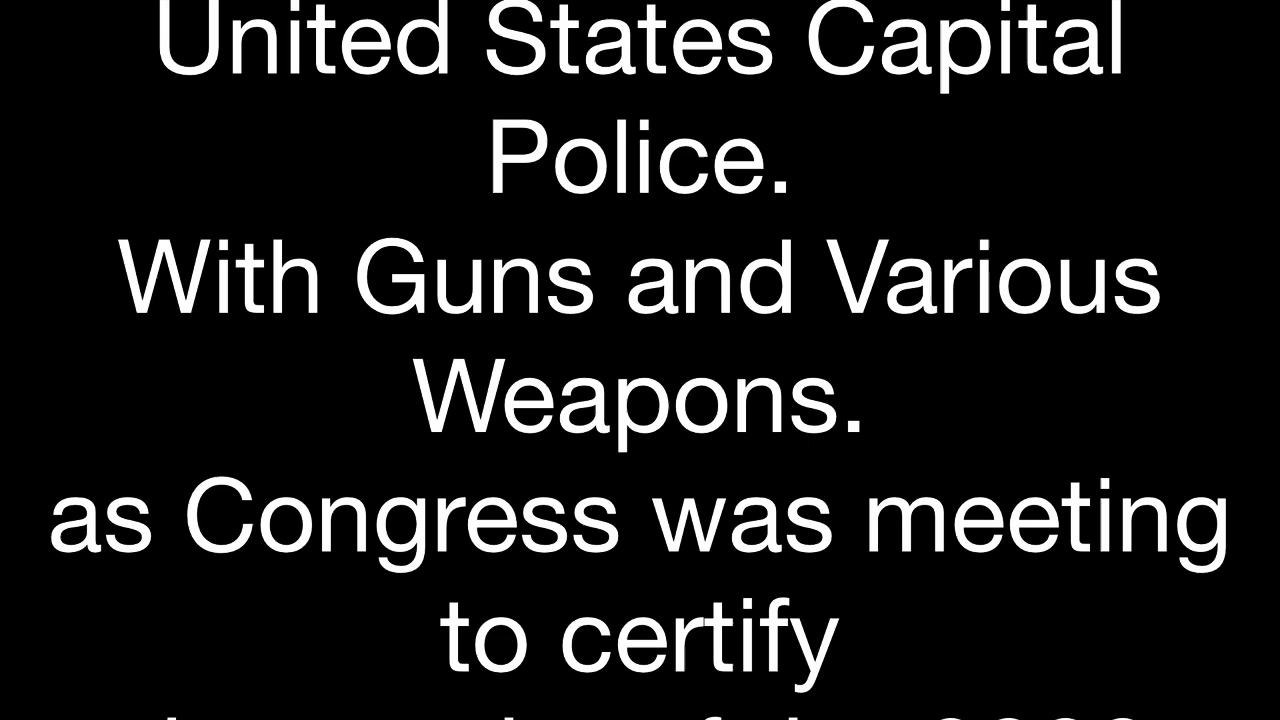 United States Capital
Police.
With Guns and Various
Weapons.
as Congress was meeting
to certify